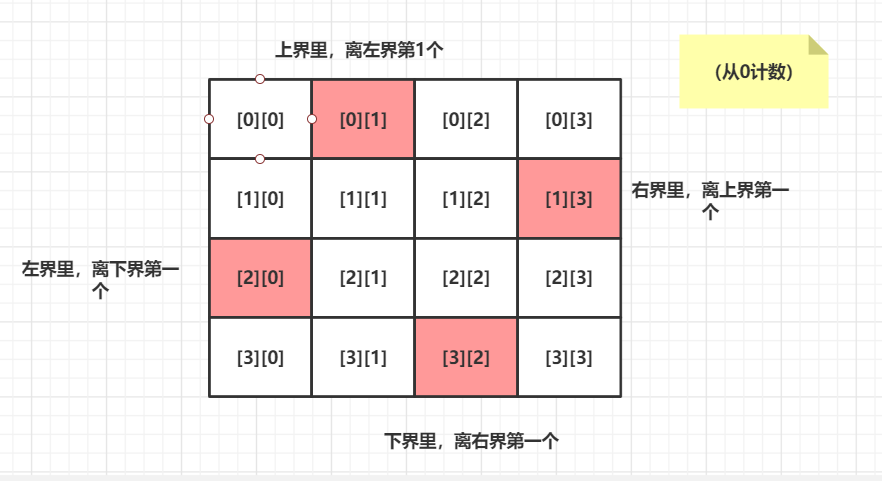 上界里，离左界第1个
（从0计数）
[0][0] [0][1] [0][2] [0][3]
[1][0] [1][1] [1][2] [1][3]
右界里，离上界第一
个
左界里，离下界第一
个
[2][0] [2][1] [2][2] [2][3]
[3][0] [3][1] [3][2] [3][3]
下界里，离右界第一个